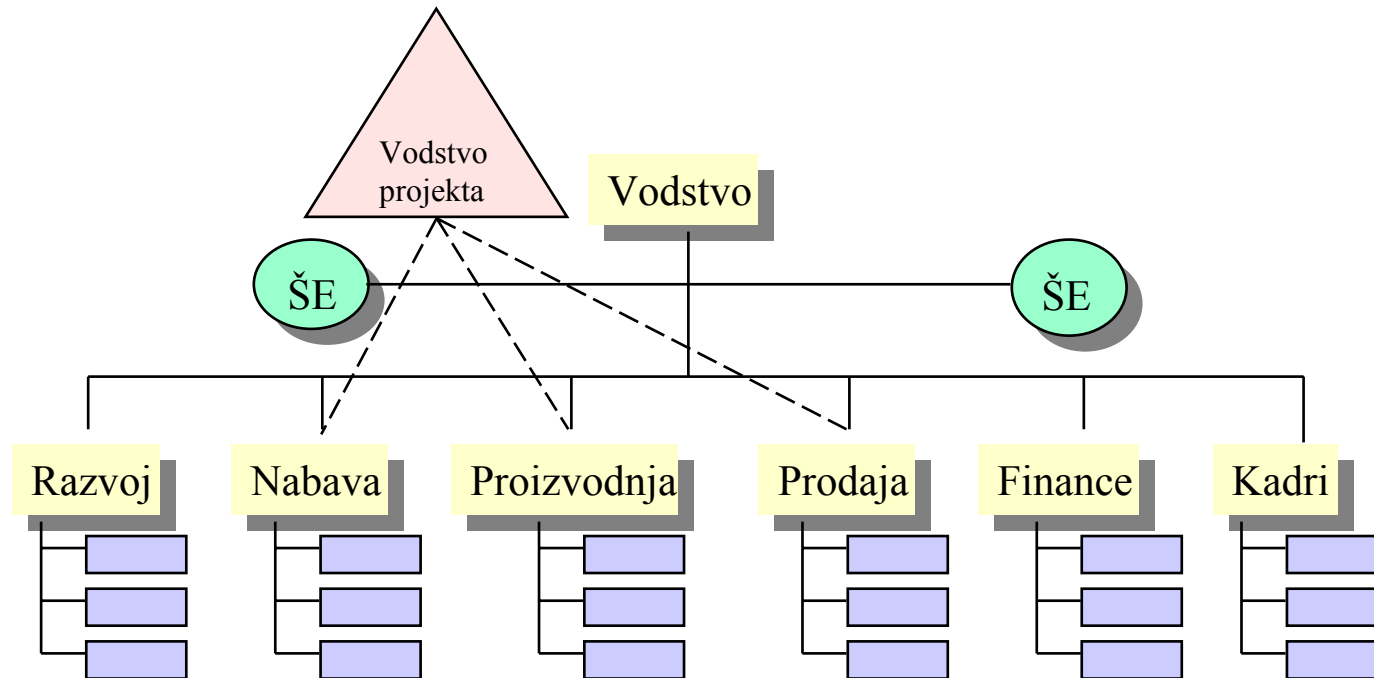 Vodstvo
projekta
Vodstvo
ŠE
ŠE
Razvoj
Nabava
Proizvodnja
Prodaja
Finance
Kadri